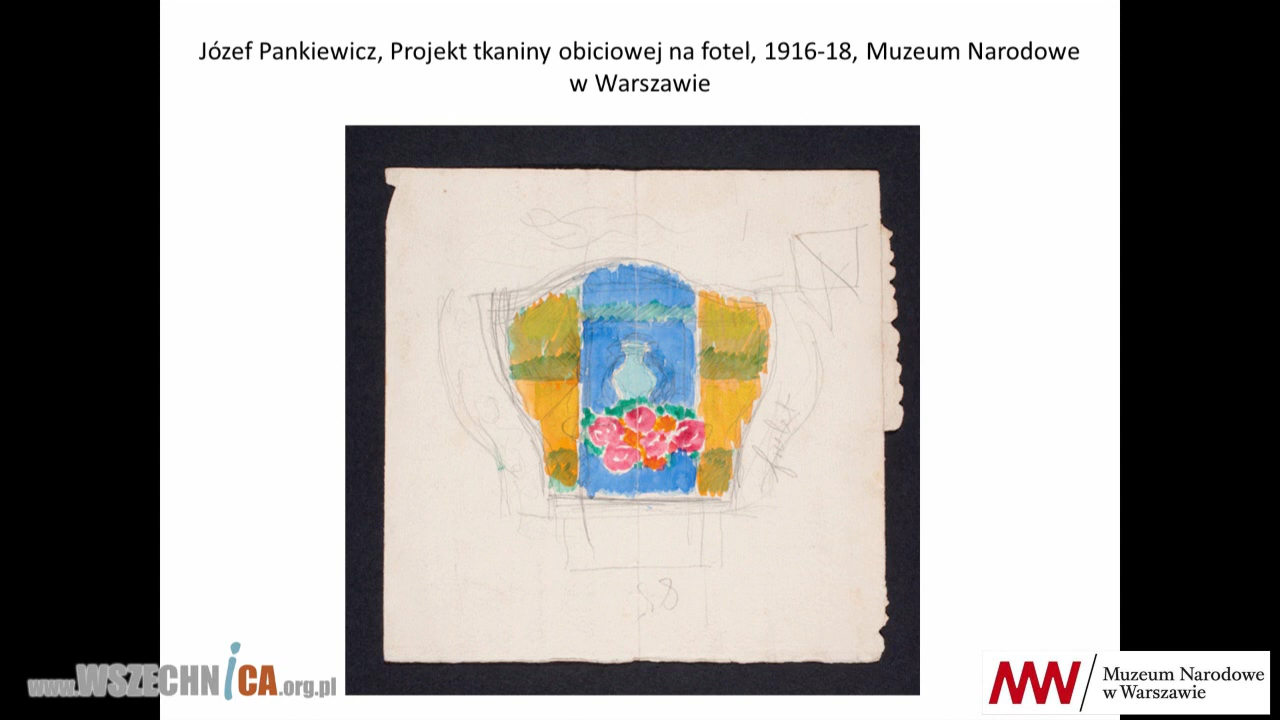 Józef Pankiewicz, Projekt tkaniny obiciowej na fotel, 1916-18, Muzeum Narodowe
w Warszawie
www.WSZECHNICA.org.pl
MW
Muzeum Narodowe
w Warszawie